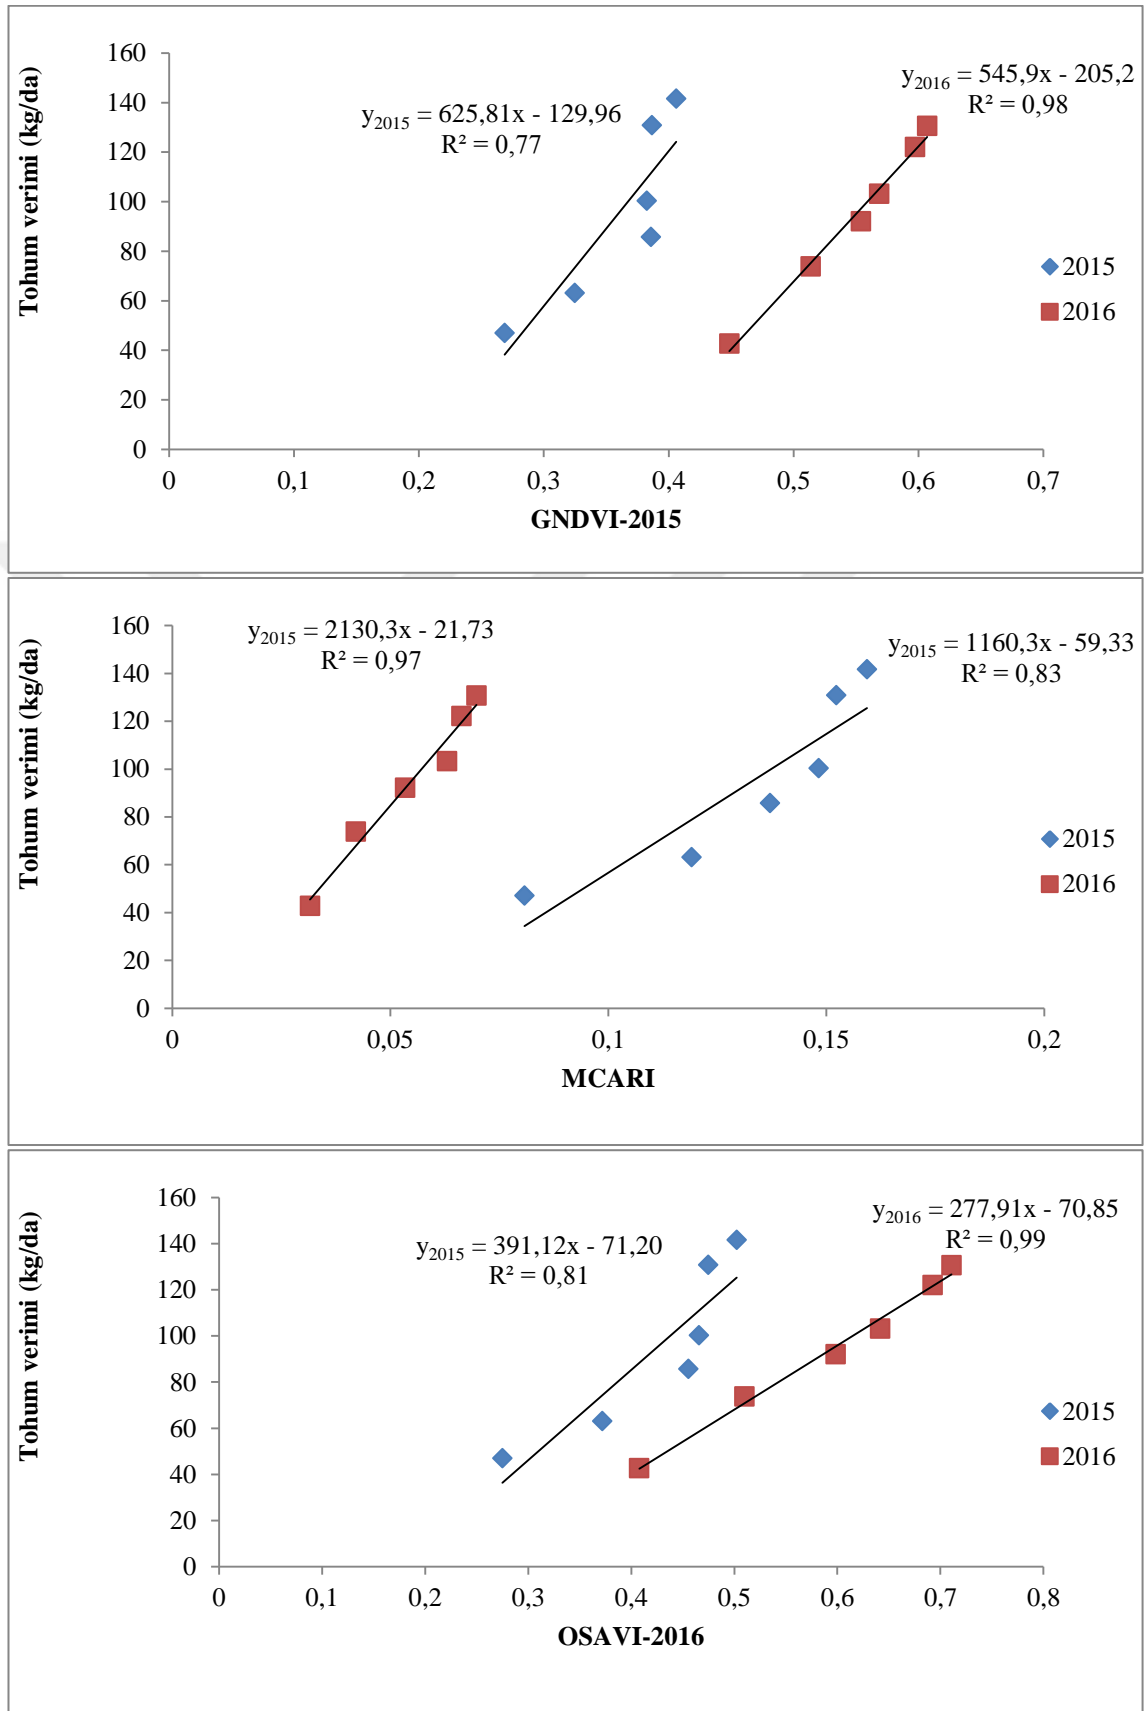 Tohum verimi (kg/da)
160
140
120
100
80
60
40
20
0
y2015 = 625,81x - 129,96
R² = 0,77
y2016 = 545,9x - 205,2
R² = 0,98
2015
2016
0 0,1 0,2 0,3 0,4 0,5 0,6 0,7
GNDVI-2015
Tohum verimi (kg/da)
160
140
120
100
80
60
40
20
0
y2015 = 2130,3x - 21,73
R² = 0,97
y2015 = 1160,3x - 59,33
R² = 0,83
2015
2016
0 0,05 0,1 0,15 0,2
MCARI
Tohum verimi (kg/da)
160
140
120
100
80
60
40
20
0
y2015 = 391,12x - 71,20
R² = 0,81
y2016 = 277,91x - 70,85
R² = 0,99
2015
2016
0 0,1 0,2 0,3 0,4 0,5 0,6 0,7 0,8
OSAVI-2016